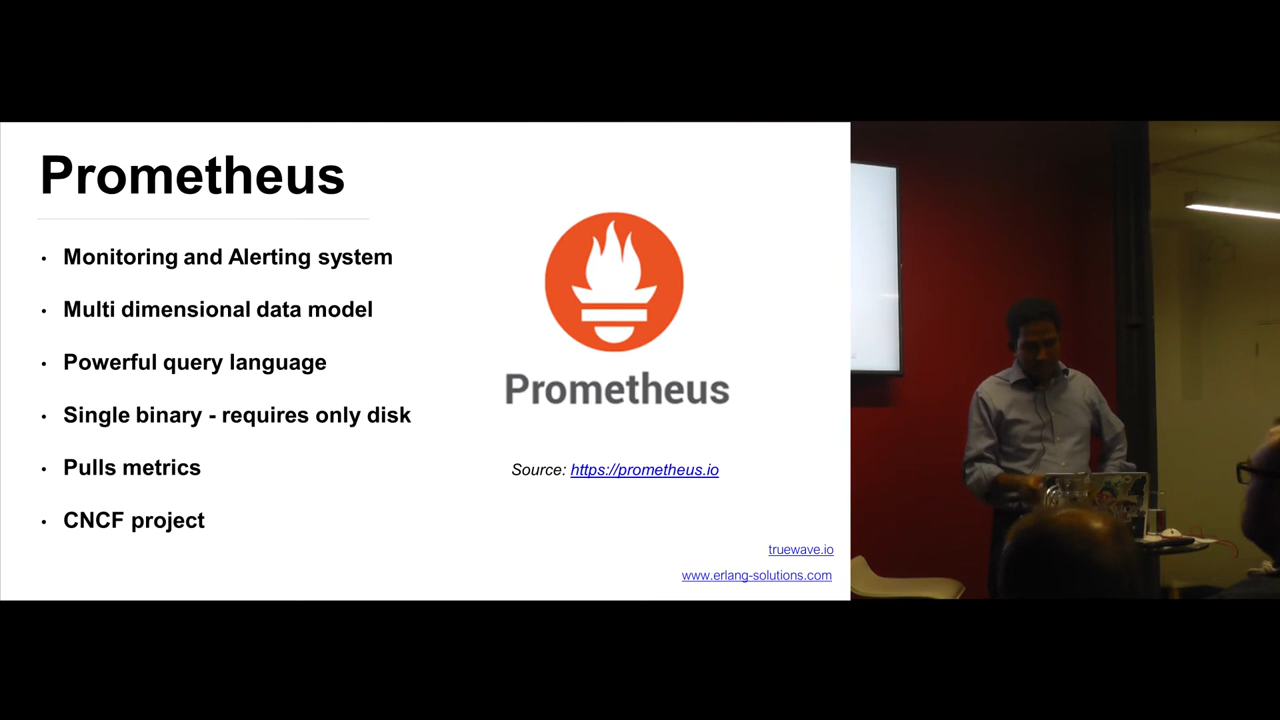 Prometheus
• Monitoring and Alerting system
• Multi dimensional data model
• Powerful query language
• Single binary - requires only disk
• Pulls metrics
• CNCF project
Prometheus
Source: https://prometheus.io
truewave.io
www.erlang-solutions.com